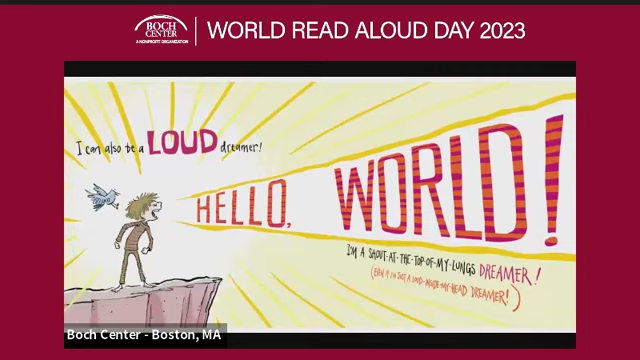 BOCH
CENTER
A NONPROFIT ORGANIZATION
WORLD READ ALOUD DAY 2023
I can also be a LOUD dreamer!
HELLO, WORLD!
I'M A SHOUT-AT-THE-TOP-OF-MY-LUNGS DREAMER!
(EVEN IF I'M JUST A LOUD-INSIDE-MY-HEAD DREAMER!)
Boch Center - Boston, MA